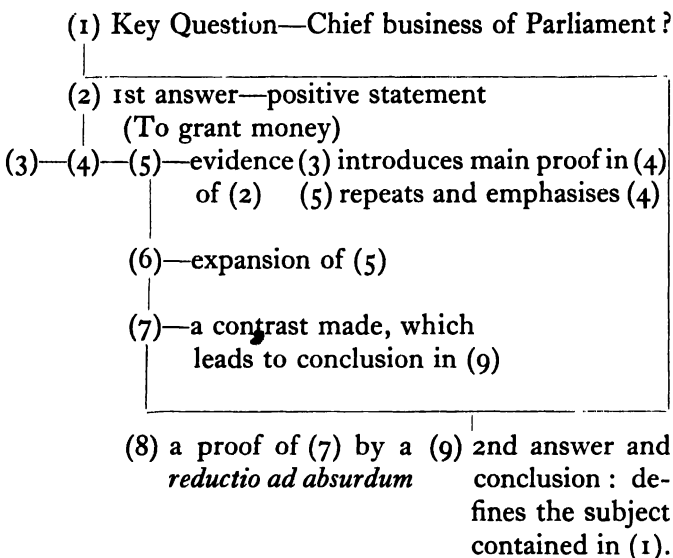 (1) Key Question—Chief business of Parliament?
(2) 1st answer—positive statement
(To grant money)
(3)—(4)—(5)—evidence (3) introduces main proof in (4)
of (2) (5) repeats and emphasises (4)
(6)—expansion of (5)
(7)—a contrast made, which
leads to conclusion in (9)
(8) a proof of (7) by a (9) 2nd answer and
reductio ad absurdum conclusion : de-
fines the subject
contained in (1).